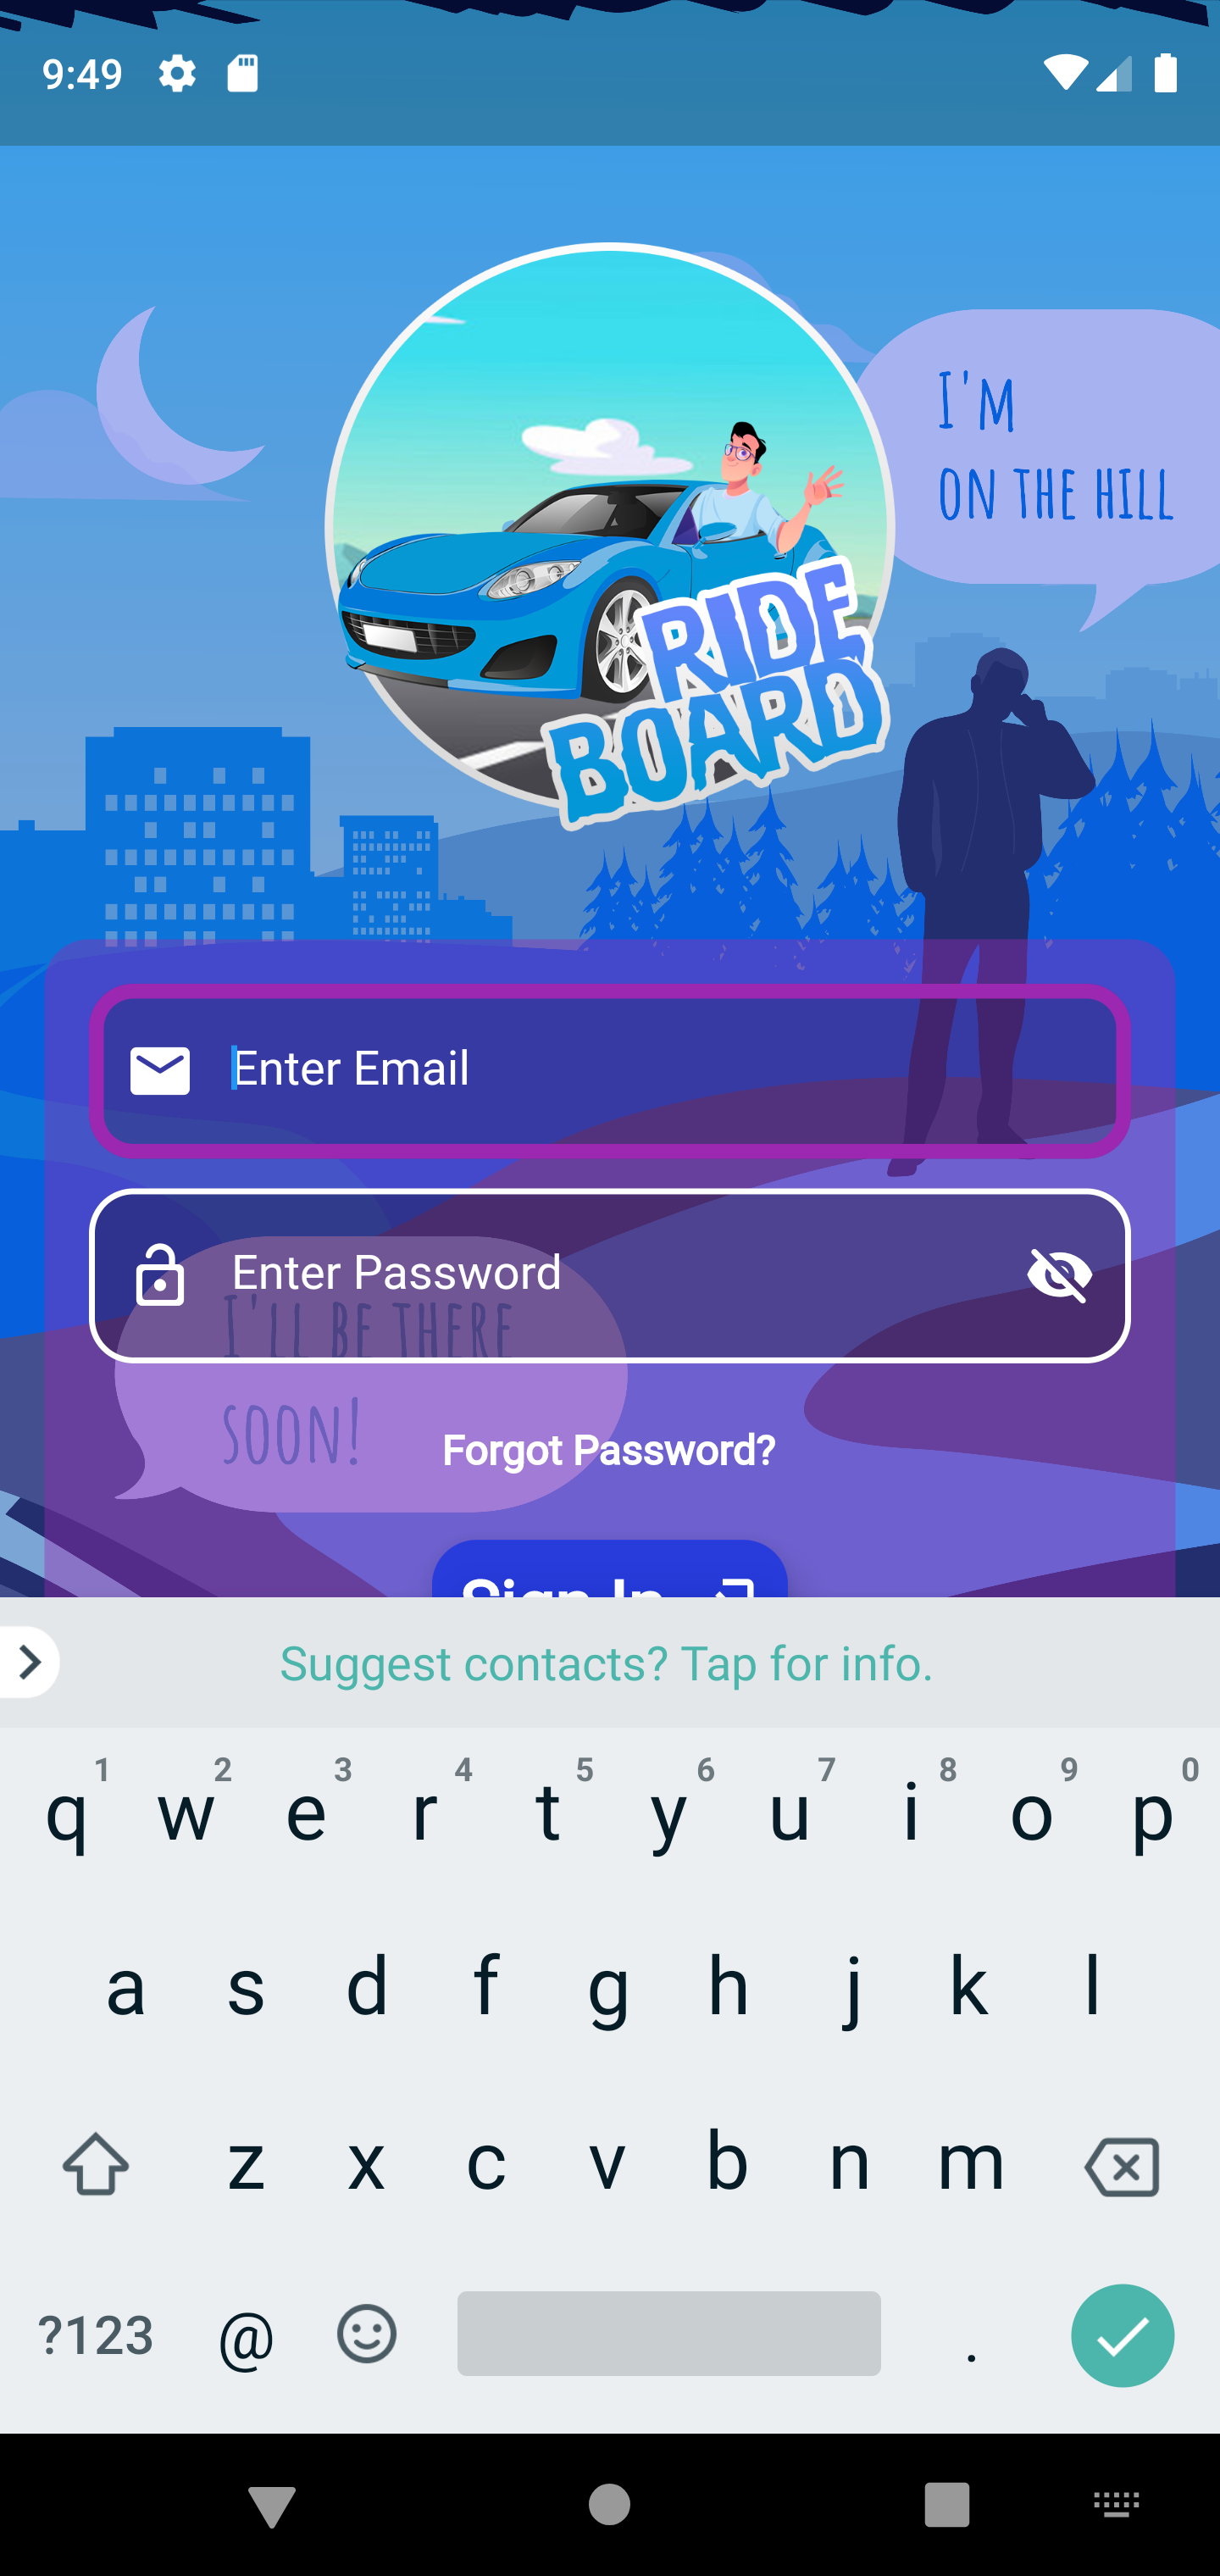 9:49
I'M
ON THE HILL
RIDE
BOARD
Enter Email
Enter Password
I'LL BE THERE
SOON!
Forgot Password?
Sign In
Suggest contacts? Tap for info.
1 2 3 4 5 6 7 8 9 0
q w e r t y u i o p
a s d f g h j k l
z x c v b n m
?123 @ .